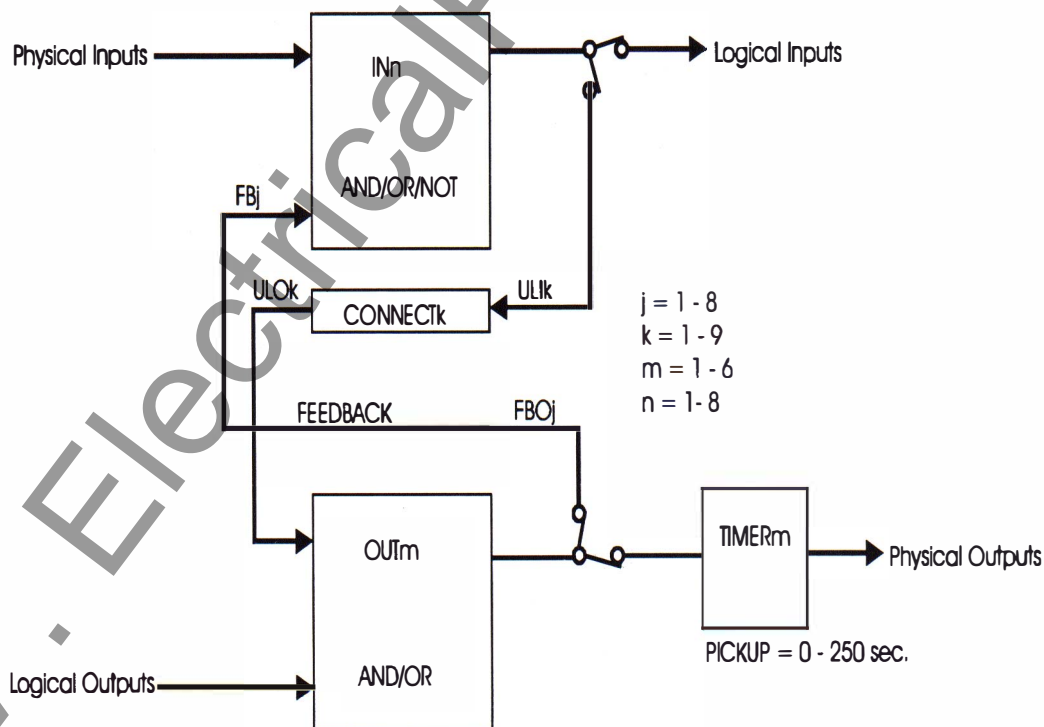 Physical Inputs
INn
Logical Inputs
AND/OR/NOT
FBj
ULOk
CONNECTk
ULIk
j = 1 - 8
k = 1 - 9
m = 1 - 6
n = 1- 8
FEEDBACK
FBOj
OUTm
TIMERm
Physical Outputs
PICKUP = 0 - 250 sec.
AND/OR
Logical Outputs
. Electrical